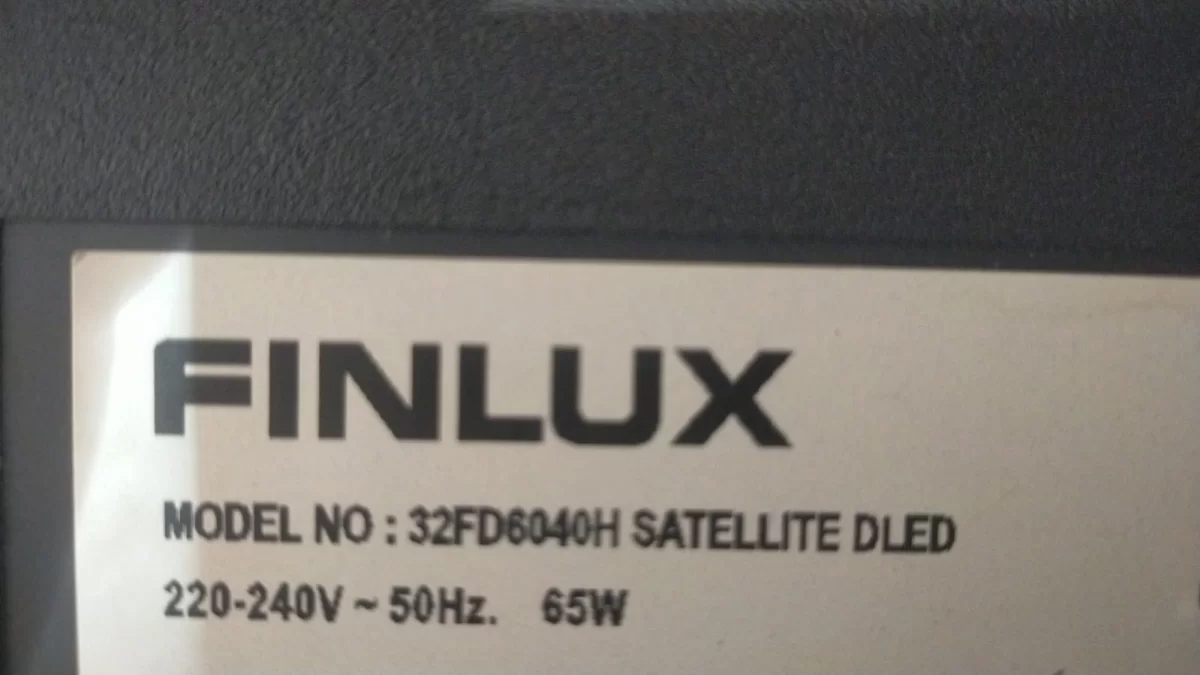 FINLUX
MODEL NO : 32FD6040H SATELLITE DLED
220-240V ~ 50Hz. 65W